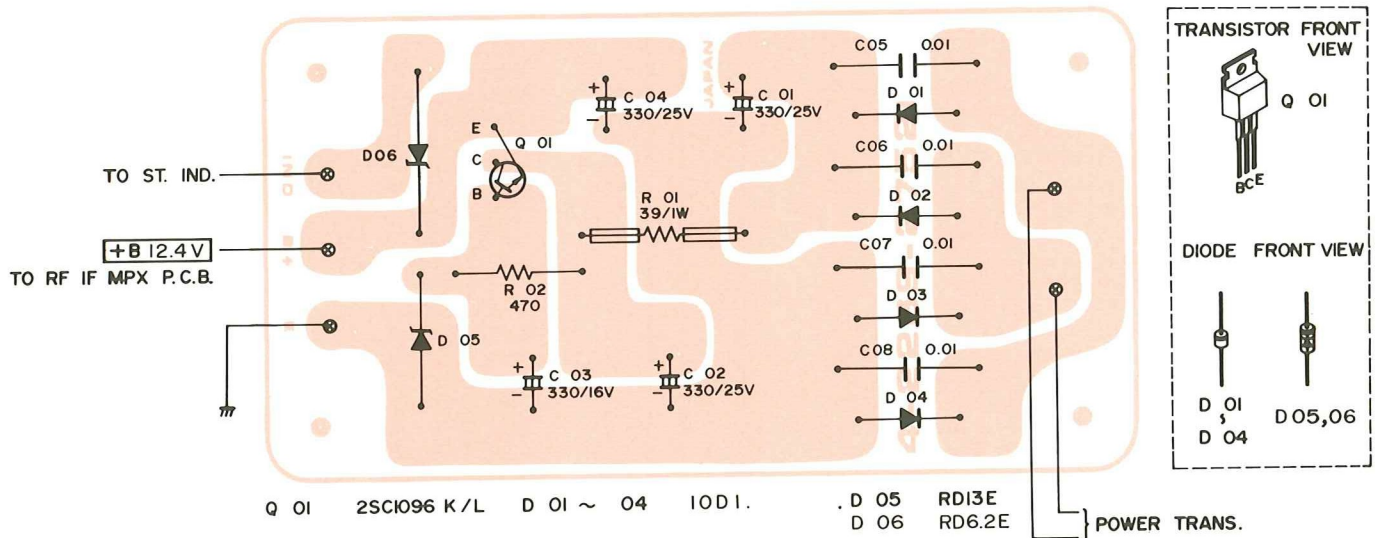 TRANSISTOR FRONT
VIEW
Q 01
BCE
DIODE FRONT VIEW
D 01
~
D 04
D 05,06
JAPAN
IND
+B
C05 0.01
D 01
C06 0.01
D 02
C07 0.01
D 03
C08 0.01
D 04
+
C 04
330/25V
-
+
C 01
330/25V
-
D06
E
Q 01
C
B
R 01
39/1W
R 02
470
D 05
+
C 03
330/16V
-
+
C 02
330/25V
-
TO ST. IND.
+B 12.4V
TO RF IF MPX P.C.B.
Q 01 2SC1096 K/L D 01 ~ 04 10D1. . D 05 RD13E
D 06 RD6.2E
POWER TRANS.